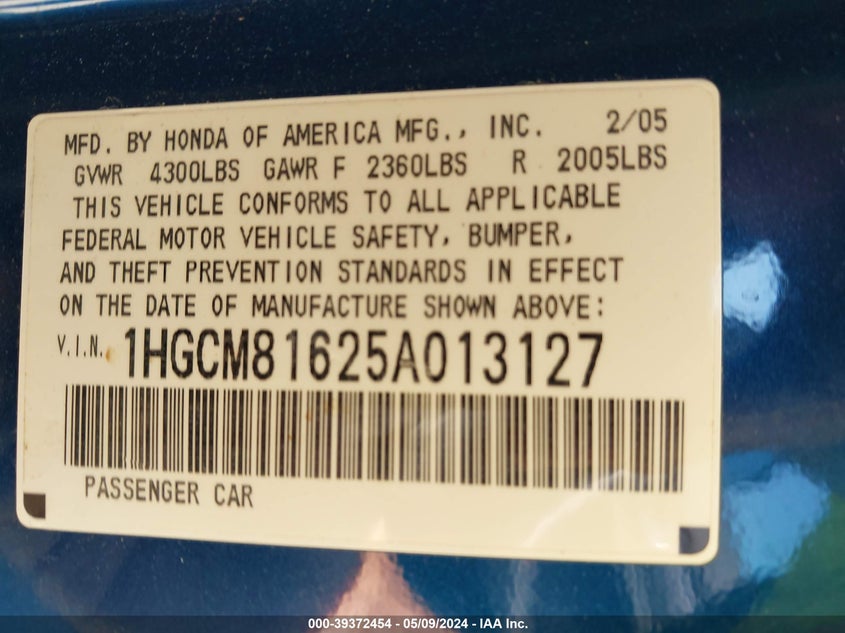 MFD. BY HONDA OF AMERICA MFG., INC. 2/05
GVWR 4300LBS GAWR F 2360LBS R 2005LBS
THIS VEHICLE CONFORMS TO ALL APPLICABLE
FEDERAL MOTOR VEHICLE SAFETY, BUMPER,
AND THEFT PREVENTION STANDARDS IN EFFECT
ON THE DATE OF MANUFACTURE SHOWN ABOVE:
V.I.N. 1HGCM81625A013127
PASSENGER CAR
000-39372454 - 05/09/2024 - IAA Inc.